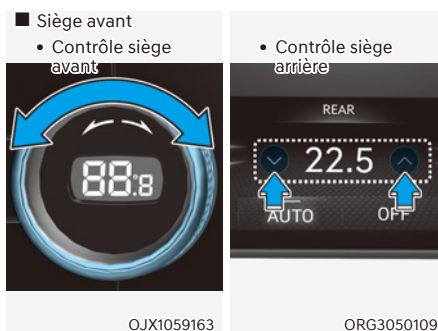 ■ Siège avant
• Contrôle siège
avant
88.8
OJX1059163
• Contrôle siège
arrière
REAR
22.5
AUTO
OFF
ORG3050109